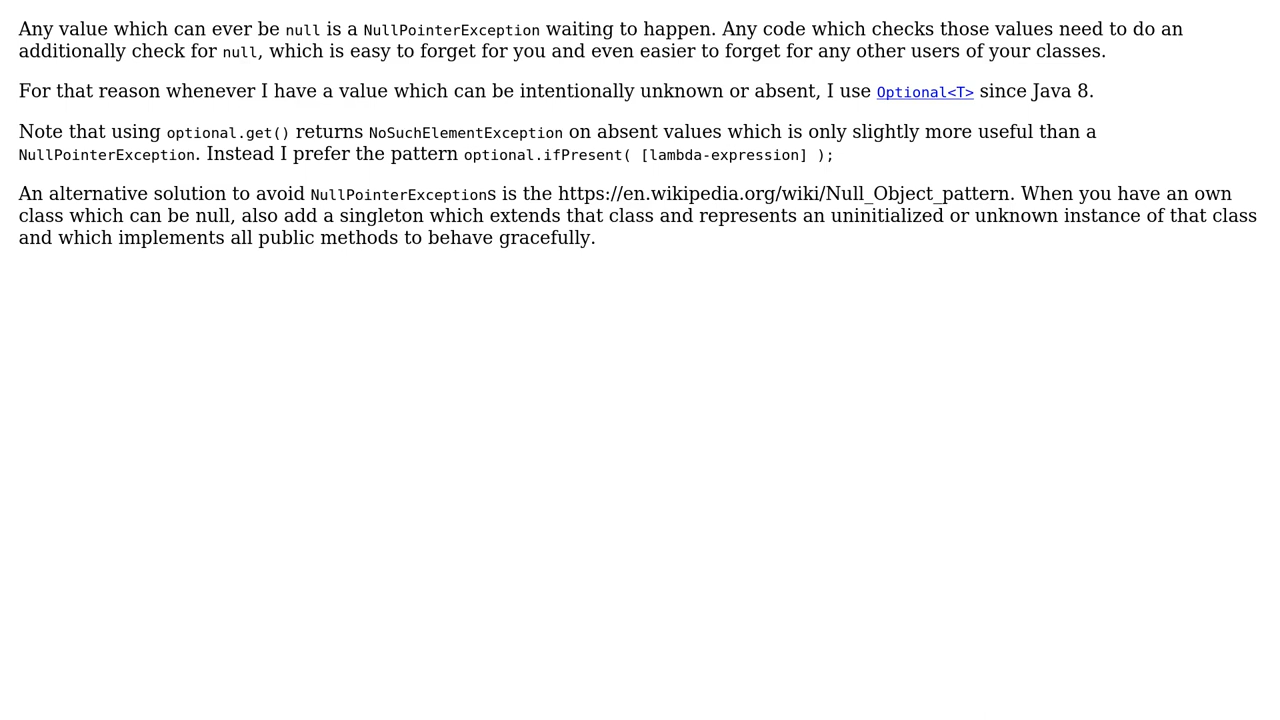 Any value which can ever be null is a NullPointerException waiting to happen. Any code which checks those values need to do an
additionally check for null, which is easy to forget for you and even easier to forget for any other users of your classes.
For that reason whenever I have a value which can be intentionally unknown or absent, I use Optional<T> since Java 8.
Note that using optional.get() returns NoSuchElementException on absent values which is only slightly more useful than a
NullPointerException. Instead I prefer the pattern optional.ifPresent( [lambda-expression] );
An alternative solution to avoid NullPointerExceptions is the https://en.wikipedia.org/wiki/Null_Object_pattern. When you have an own
class which can be null, also add a singleton which extends that class and represents an uninitialized or unknown instance of that class
and which implements all public methods to behave gracefully.